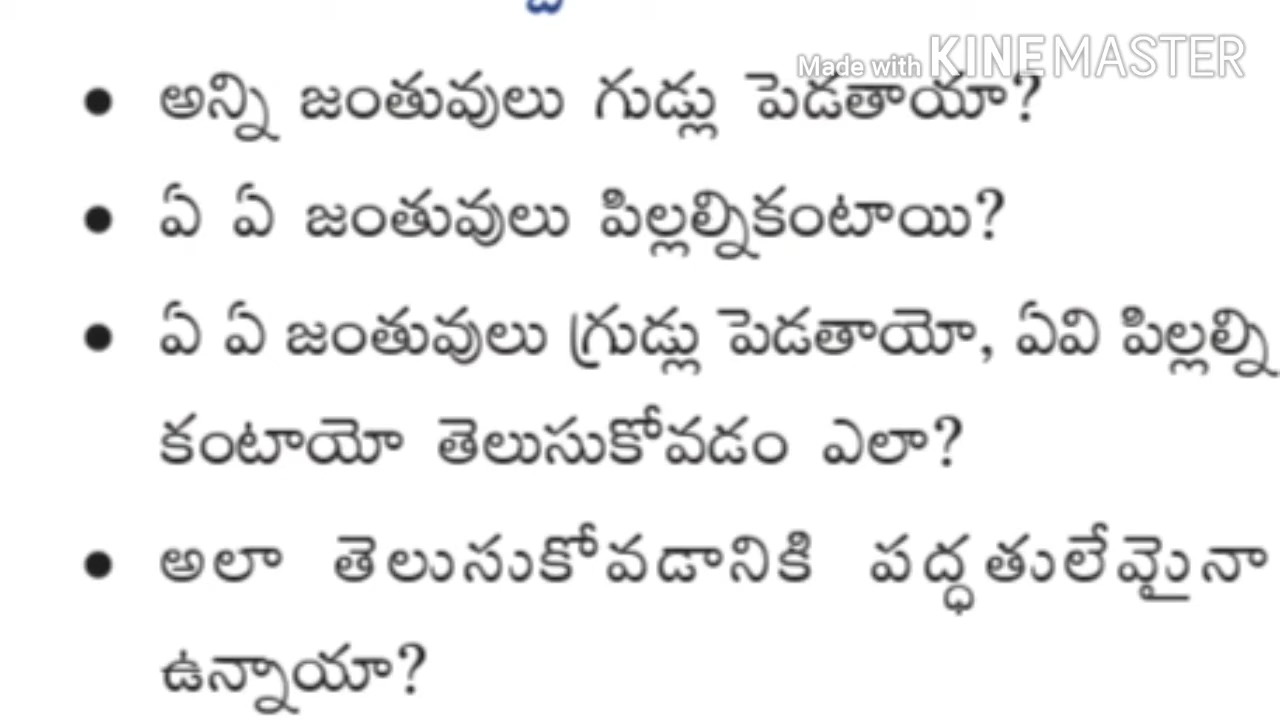 Made with KINEMASTER
• అన్ని జంతువులు గుడ్లు పెడతాయా?
• ఏ ఏ జంతువులు పిల్లల్నికంటాయి?
• ఏ ఏ జంతువులు గ్రుడ్లు పెడతాయో, ఏవి పిల్లల్ని
కంటాయో తెలుసుకోవడం ఎలా?
• అలా తెలుసుకోవడానికి పద్ధతులేమైనా
ఉన్నాయా?